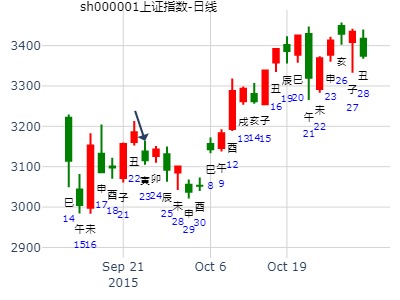 sh000001上证指数-日线
3400
3300
3200
3100
3000
2900
巳
14
午
15
未
16
申
17
酉
18
子
21
丑
22
寅
23
卯
24
辰
25
未
28
申
29
酉
30
巳
8
午
9
酉
12
戌
13
亥
14
子
15
丑
16
辰
19
巳
20
午
21
未
22
申
23
亥
26
子
27
丑
28
Sep 21
2015
Oct 6
Oct 19